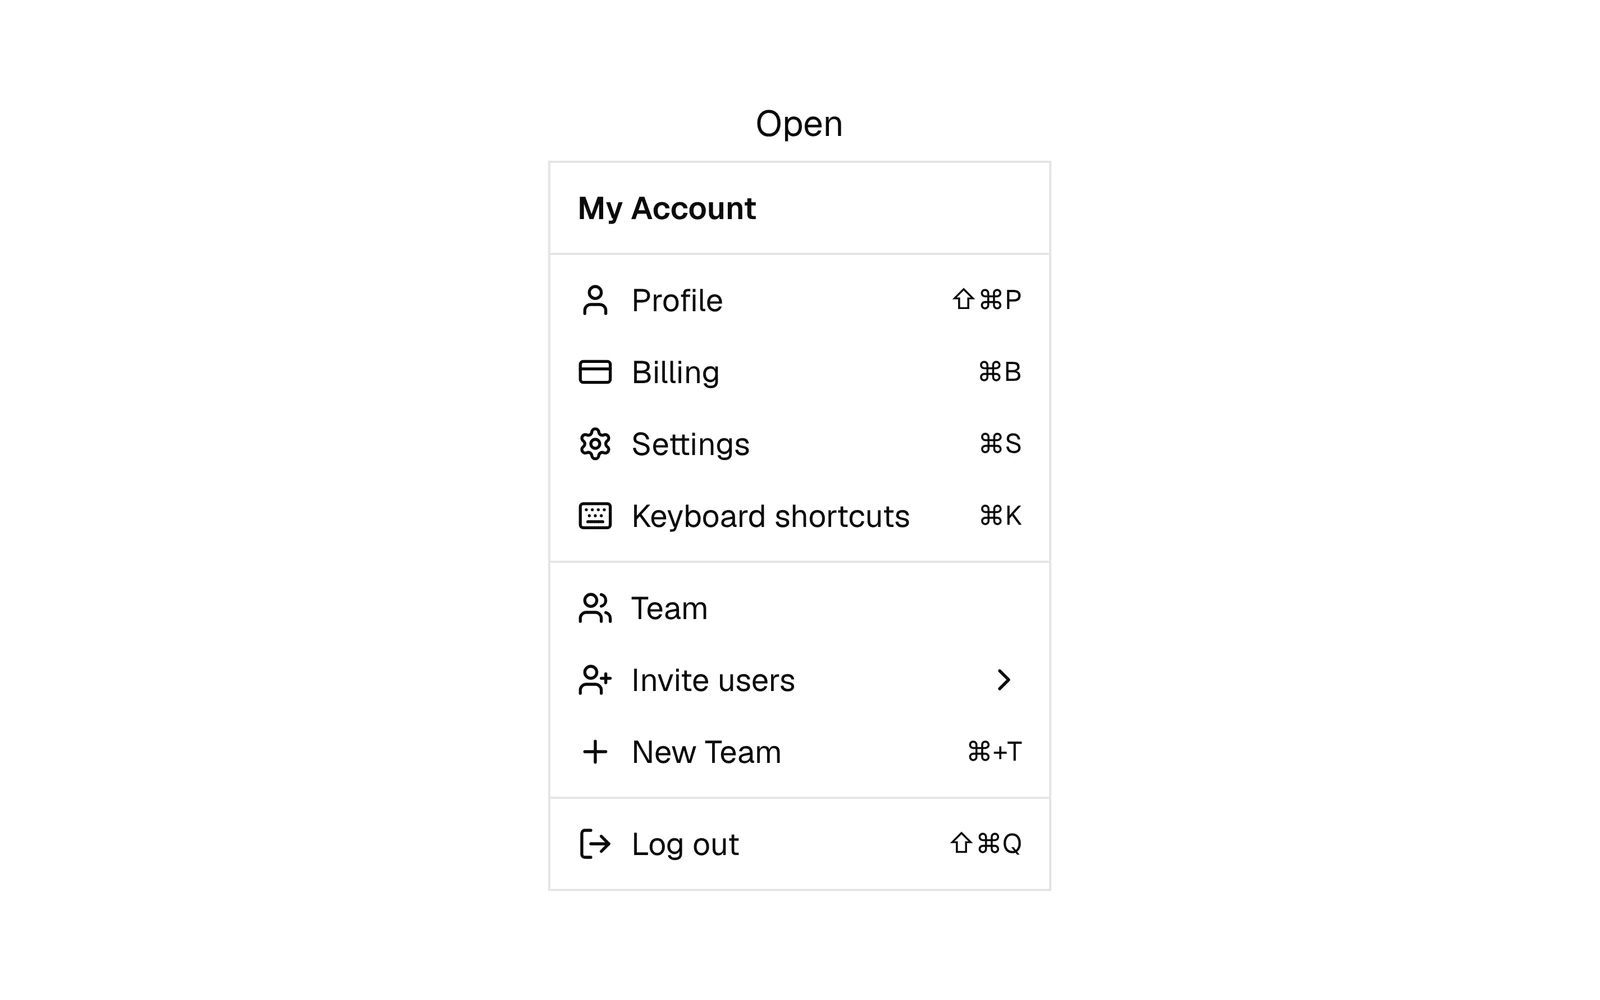 Open
My Account
Profile ⇧⌘P
Billing ⌘B
Settings ⌘S
Keyboard shortcuts ⌘K
Team
Invite users
New Team ⌘+T
Log out ⇧⌘Q